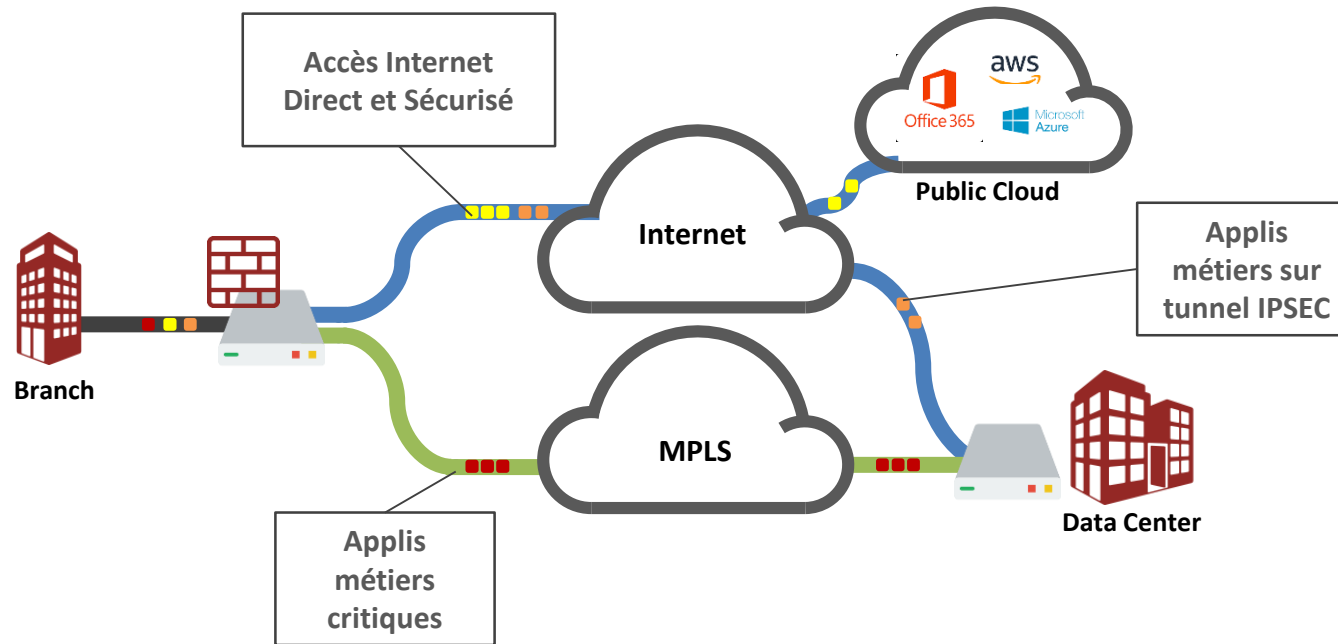 Accès Internet
Direct et Sécurisé
aws
Office 365
Microsoft
Azure
Public Cloud
Internet
Applis
métiers sur
tunnel IPSEC
Branch
MPLS
Data Center
Applis
métiers
critiques